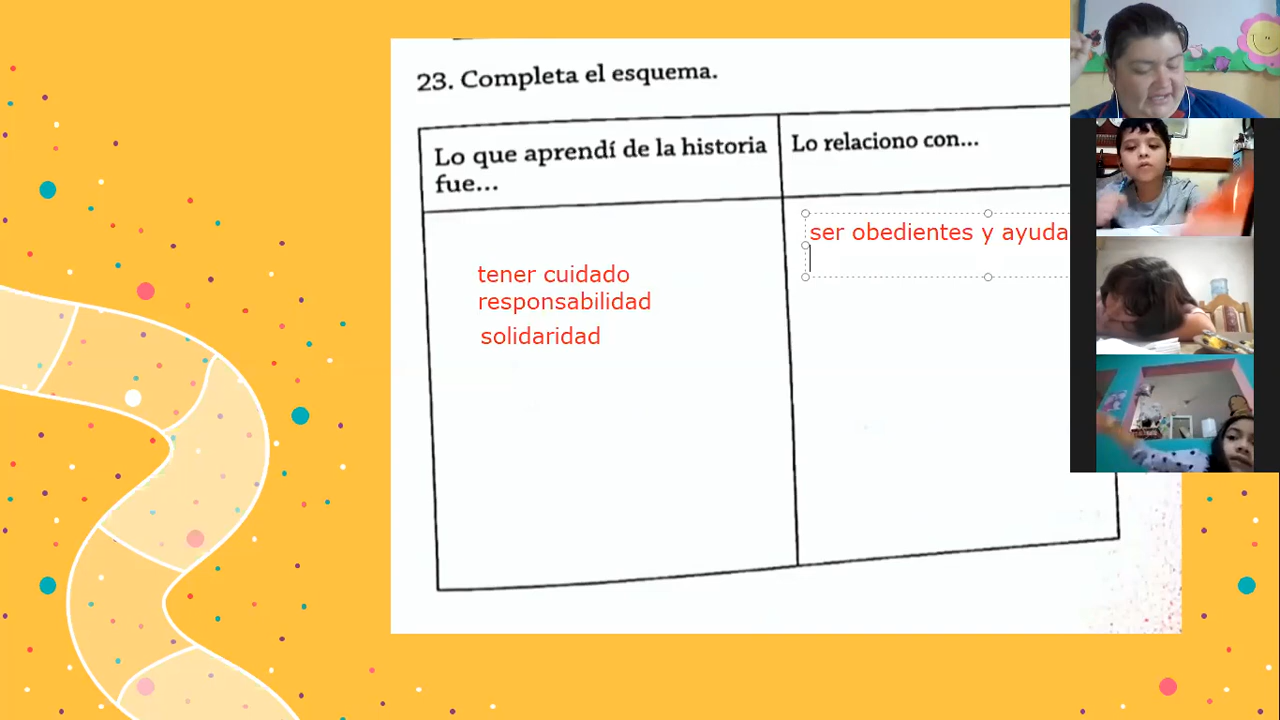 23. Completa el esquema.
Lo que aprendí de la historia
fue...
Lo relaciono con...
tener cuidado
responsabilidad
solidaridad
ser obedientes y ayuda